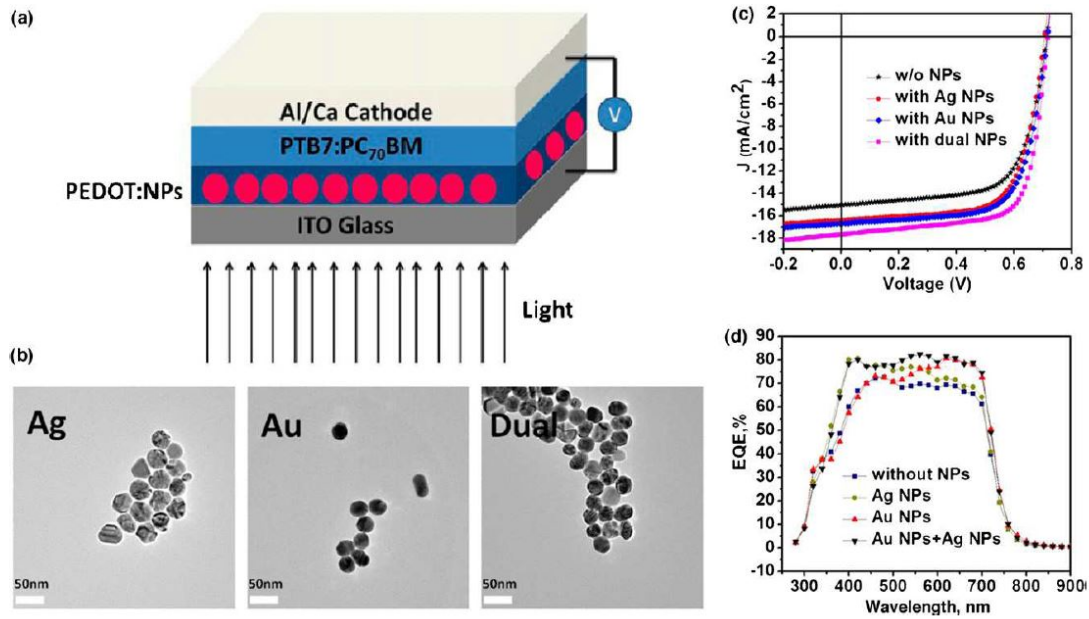 (a)
Al/Ca Cathode
PTB7:PC70BM
PEDOT:NPs
ITO Glass
V
Light
(b)
Ag
50nm
Au
50nm
Dual
50nm
(c)
J (mA/cm2)
0
-2
-4
-6
-8
-10
-12
-14
-16
-18
w/o NPs
with Ag NPs
with Au NPs
with dual NPs
-0.2 0.0 0.2 0.4 0.6 0.8
Voltage (V)
(d)
EQE,%
90
80
70
60
50
40
30
20
10
0
-10
without NPs
Ag NPs
Au NPs
Au NPs+Ag NPs
300 400 500 600 700 800 900
Wavelength, nm